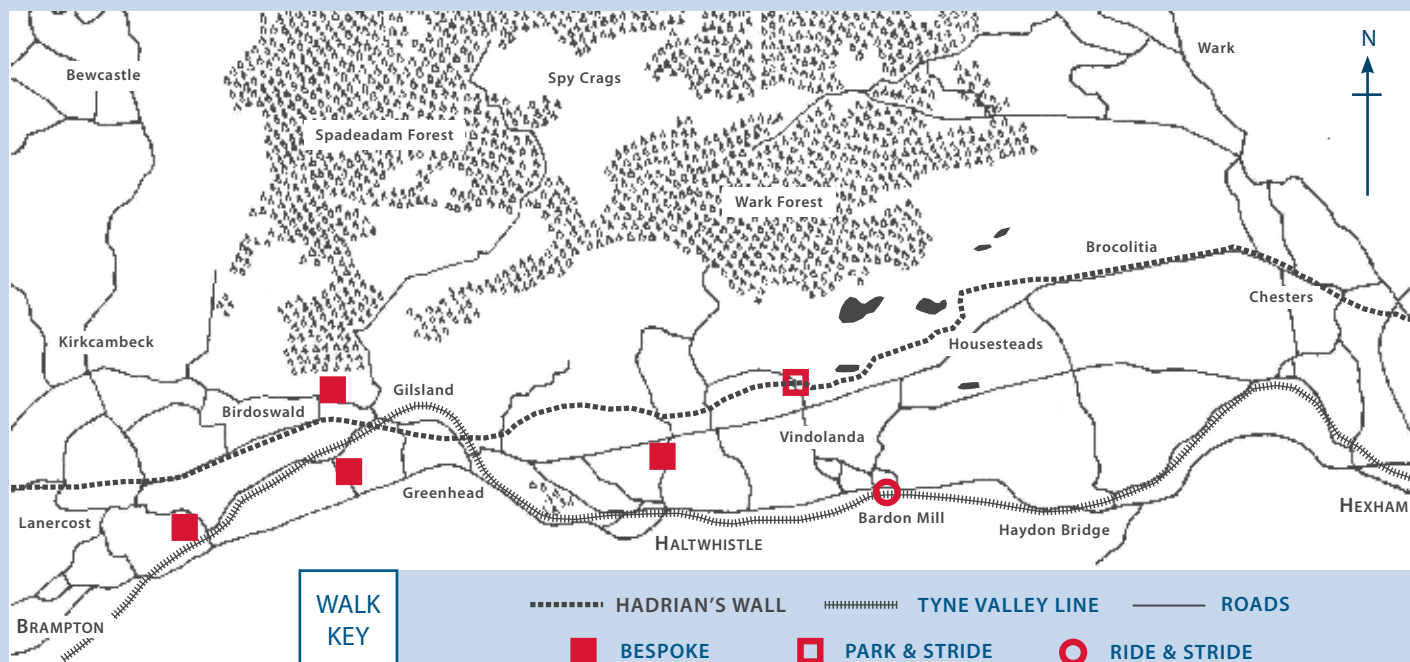 Bewcastle
Spy Crags
Wark
N
Spadeadam Forest
Wark Forest
Brocolitia
Chesters
Kirkcambeck
Housesteads
Gilsland
Birdoswald
Vindolanda
Greenhead
Lanercost
Bardon Mill
Haydon Bridge
HEXHAM
HALTWHISTLE
BRAMPTON
WALK
KEY
HADRIAN'S WALL
TYNE VALLEY LINE
ROADS
BESPOKE
PARK & STRIDE
RIDE & STRIDE